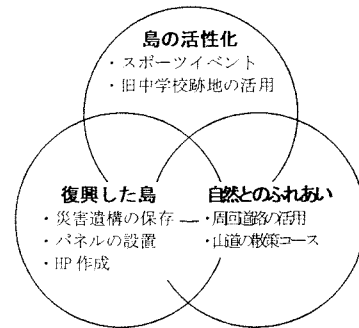 島の活性化
・スポーツイベント
・旧中学校跡地の活用
復興した島
・災害遺構の保存
・パネルの設置
・HP 作成
自然とのふれあい
・周回道路の活用
・山道の散策コース